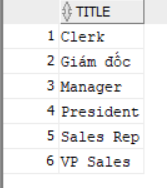 TITLE
1 Clerk
2 Giám đốc
3 Manager
4 President
5 Sales Rep
6 VP Sales